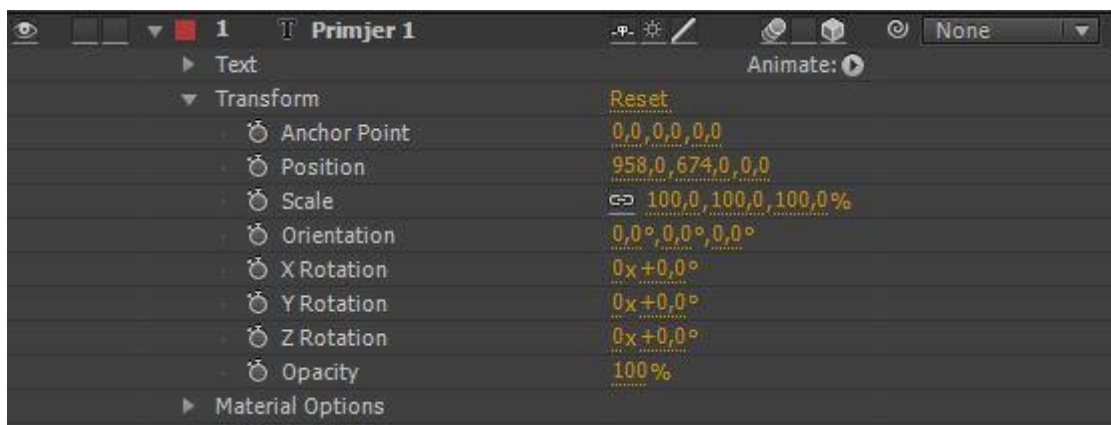 1 T Primjer 1 None
Text Animate:
Transform Reset
Anchor Point 0,0,0,0,0,0
Position 958,0,674,0,0,0
Scale 100,0,100,0,100,0%
Orientation 0,0°,0,0°,0,0°
X Rotation 0x+0,0°
Y Rotation 0x+0,0°
Z Rotation 0x+0,0°
Opacity 100%
Material Options